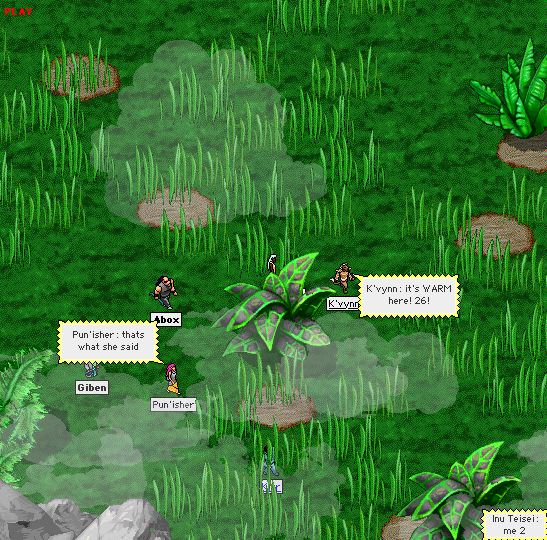 PLAY
K'vynn: it's WARM
here! 26!
K'vynn
Abox
Pun'isher: thats
what she said
Giben
Pun'isher
Inu Teisei:
me 2